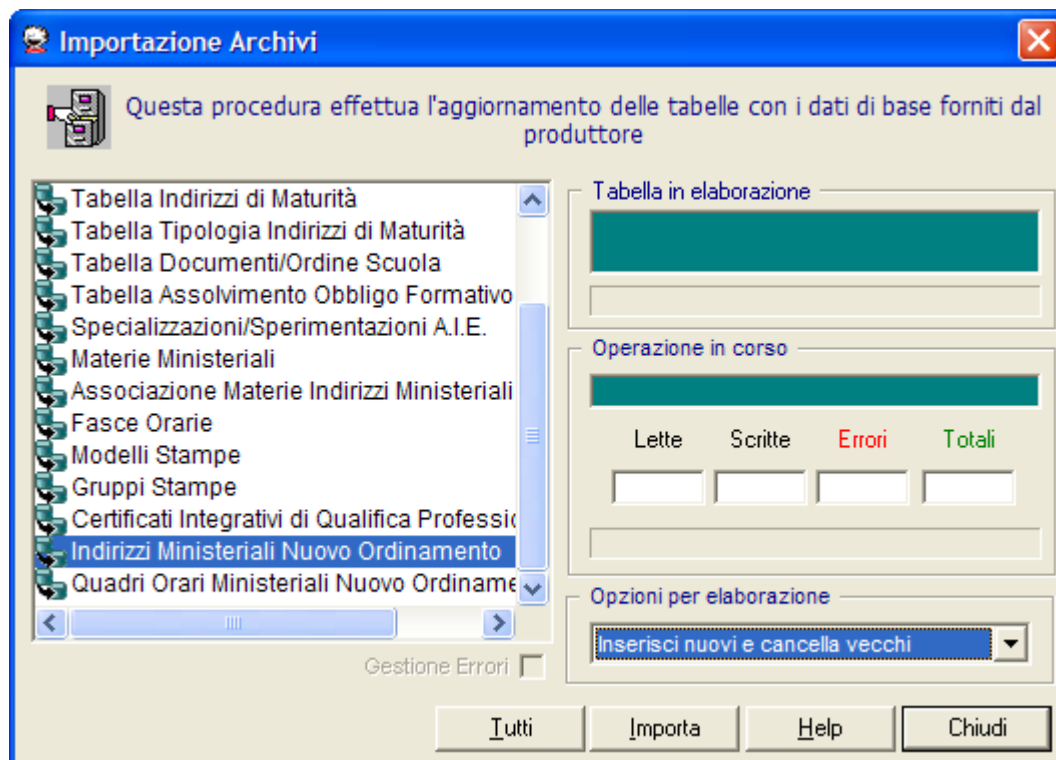 Importazione Archivi
Questa procedura effettua l'aggiornamento delle tabelle con i dati di base forniti dal
produttore
Tabella Indirizzi di Maturità
Tabella Tipologia Indirizzi di Maturità
Tabella Documenti/Ordine Scuola
Tabella Assolvimento Obbligo Formativo
Specializzazioni/Sperimentazioni A.I.E.
Materie Ministeriali
Associazione Materie Indirizzi Ministeriali
Fasce Orarie
Modelli Stampe
Gruppi Stampe
Certificati Integrativi di Qualifica Professio
Indirizzi Ministeriali Nuovo Ordinamento
Quadri Orari Ministeriali Nuovo Ordiname
Gestione Errori
Tabella in elaborazione
Operazione in corso
Lette Scritte Errori Totali
Opzioni per elaborazione
Inserisci nuovi e cancella vecchi
Tutti Importa Help Chiudi